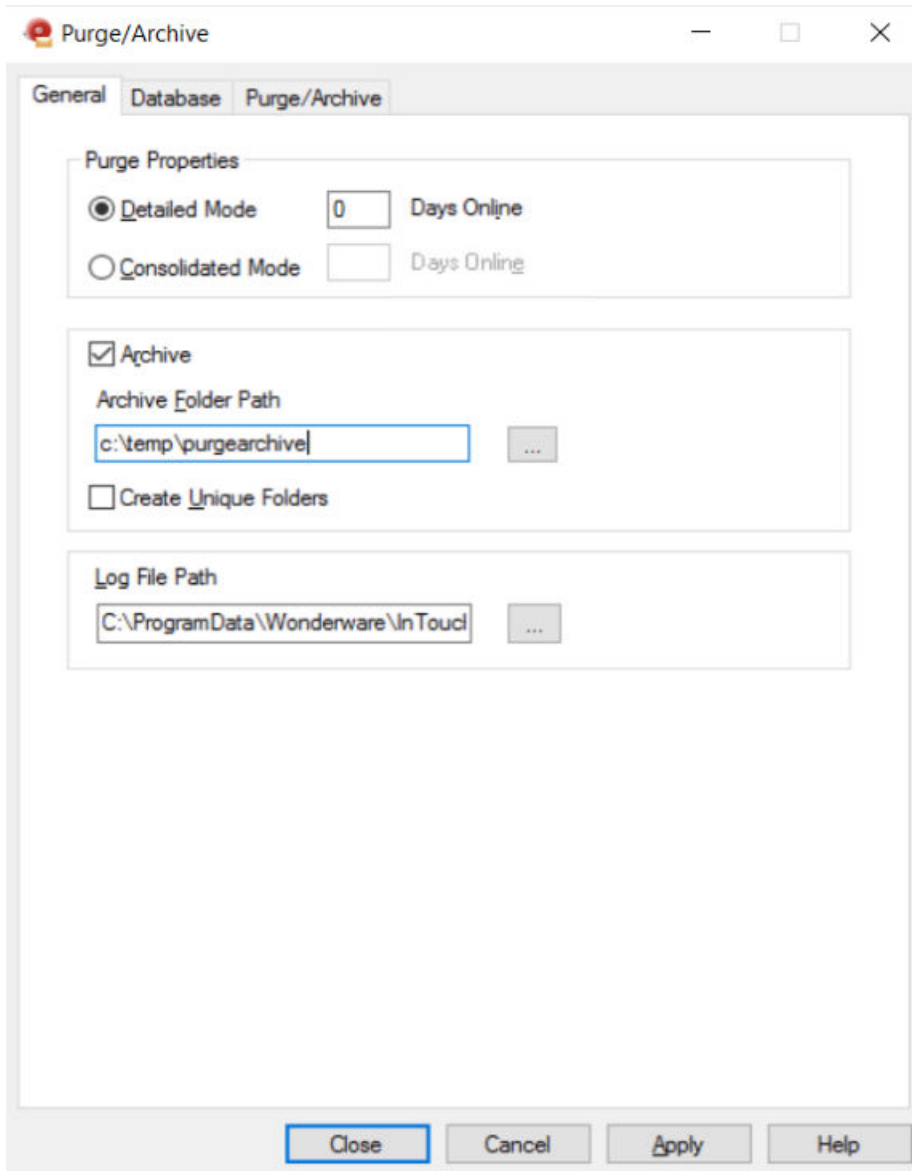 Purge/Archive
General Database Purge/Archive
Purge Properties
Detailed Mode 0 Days Online
Consolidated Mode Days Online
Archive
Archive Folder Path
c:\temp\purgearchive
...
Create Unique Folders
Log File Path
C:\ProgramData\Wonderware\InTouch
...
Close Cancel Apply Help